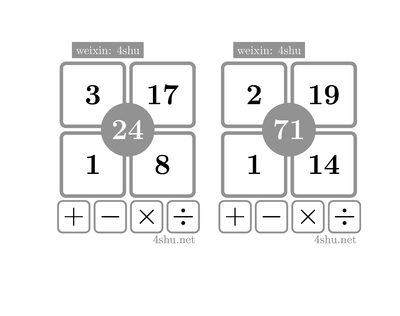 weixin: 4shu
3 17
24
1 8
+ − × ÷
4shu.net
weixin: 4shu
2 19
71
1 14
+ − × ÷
4shu.net